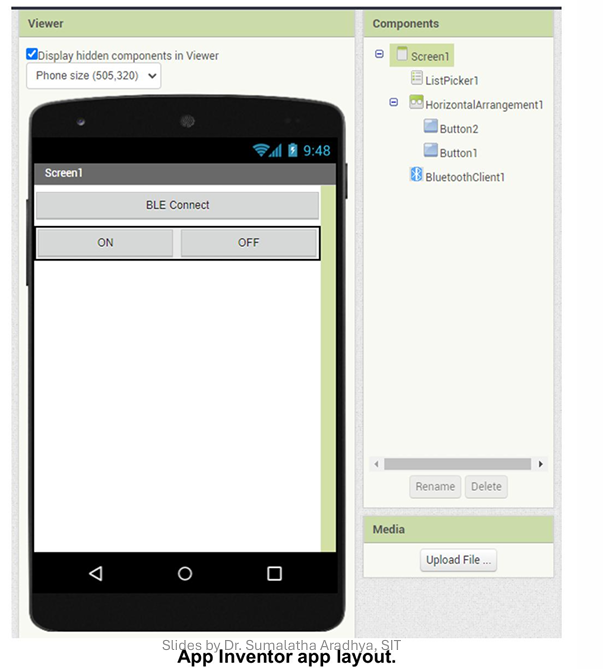 Viewer
Display hidden components in Viewer
Phone size (505,320)
9:48
Screen1
BLE Connect
ON OFF
Components
Screen1
ListPicker1
HorizontalArrangement1
Button2
Button1
BluetoothClient1
Rename Delete
Media
Upload File ...
Slides by Dr. Sumalatha Aradhya, SIT
App Inventor app layout.